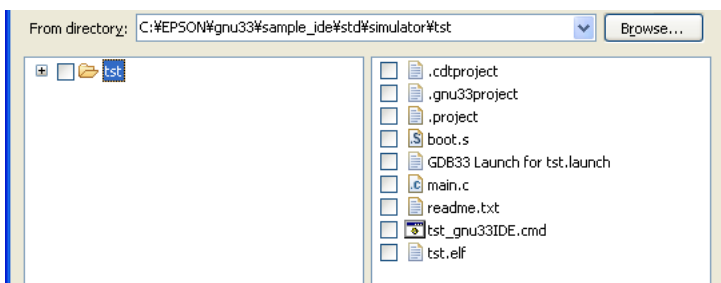 From directory: C:¥EPSON¥gnu33¥sample_ide¥std¥simulator¥tst Browse...
tst
.cdtproject
.gnu33project
.project
boot.s
GDB33 Launch for tst.launch
main.c
readme.txt
tst_gnu33IDE.cmd
tst.elf